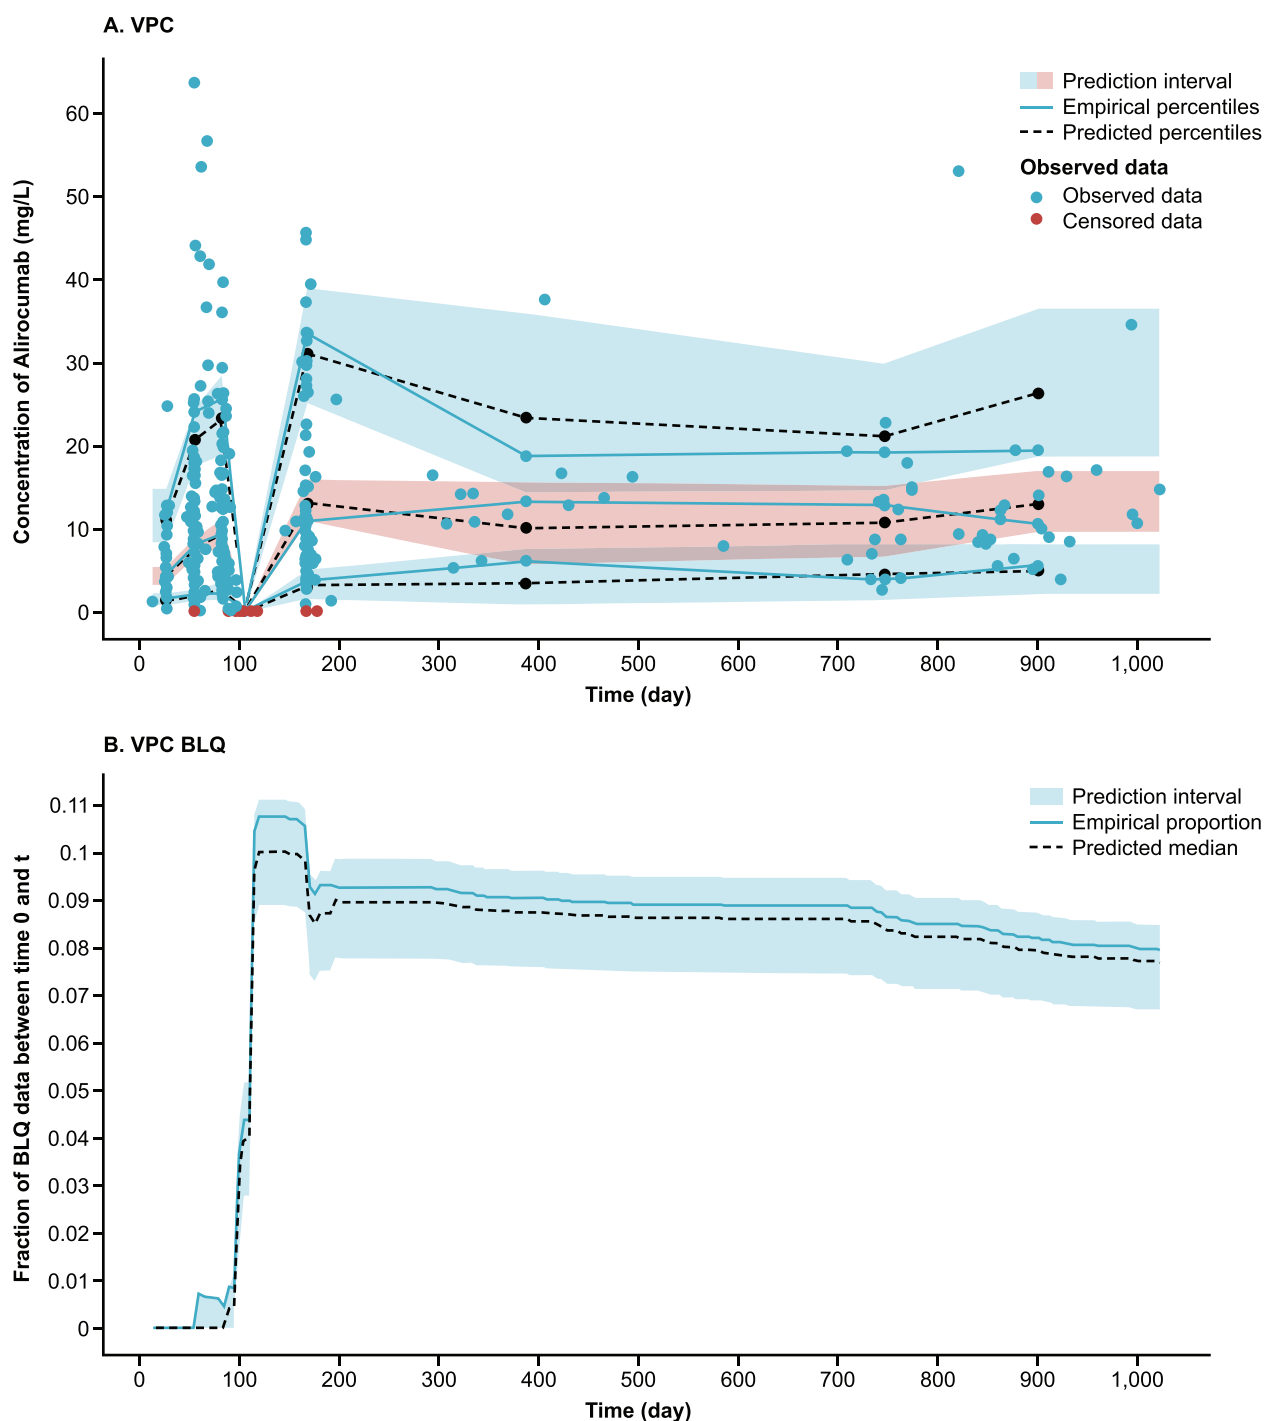 A. VPC
Prediction interval
Empirical percentiles
Predicted percentiles
Observed data
Observed data
Censored data
Concentration of Alirocumab (mg/L)
60
50
40
30
20
10
0
0 100 200 300 400 500 600 700 800 900 1,000
Time (day)
B. VPC BLQ
Prediction interval
Empirical proportion
Predicted median
Fraction of BLQ data between time 0 and t
0.11
0.1
0.09
0.08
0.07
0.06
0.05
0.04
0.03
0.02
0.01
0
0 100 200 300 400 500 600 700 800 900 1,000
Time (day)